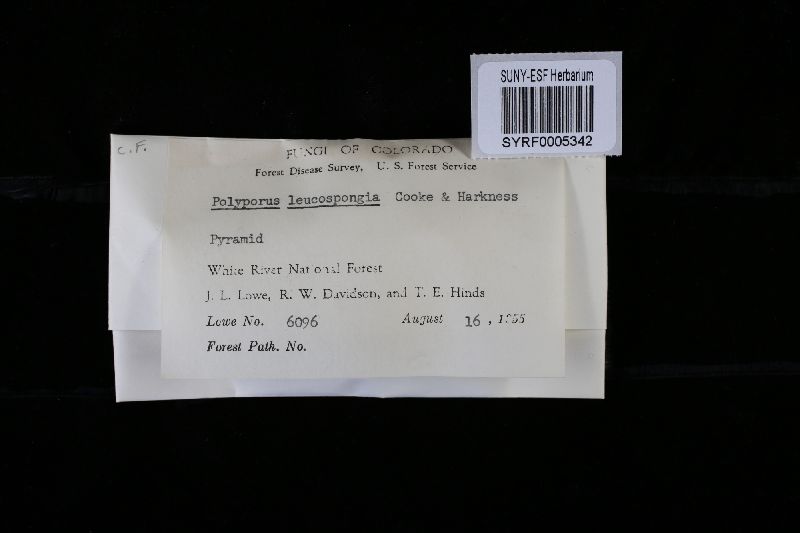 SUNY-ESF Herbarium
SYRF0005342
C.F.
FUNGI OF COLORADO
Forest Disease Survey, U. S. Forest Service
Polyporus leucospongia Cooke & Harkness
Pyramid
White River National Forest
J. L. Lowe, R. W. Davidson, and T. E. Hinds
Lowe No. 6096 August 16, 1955
Forest Path. No.